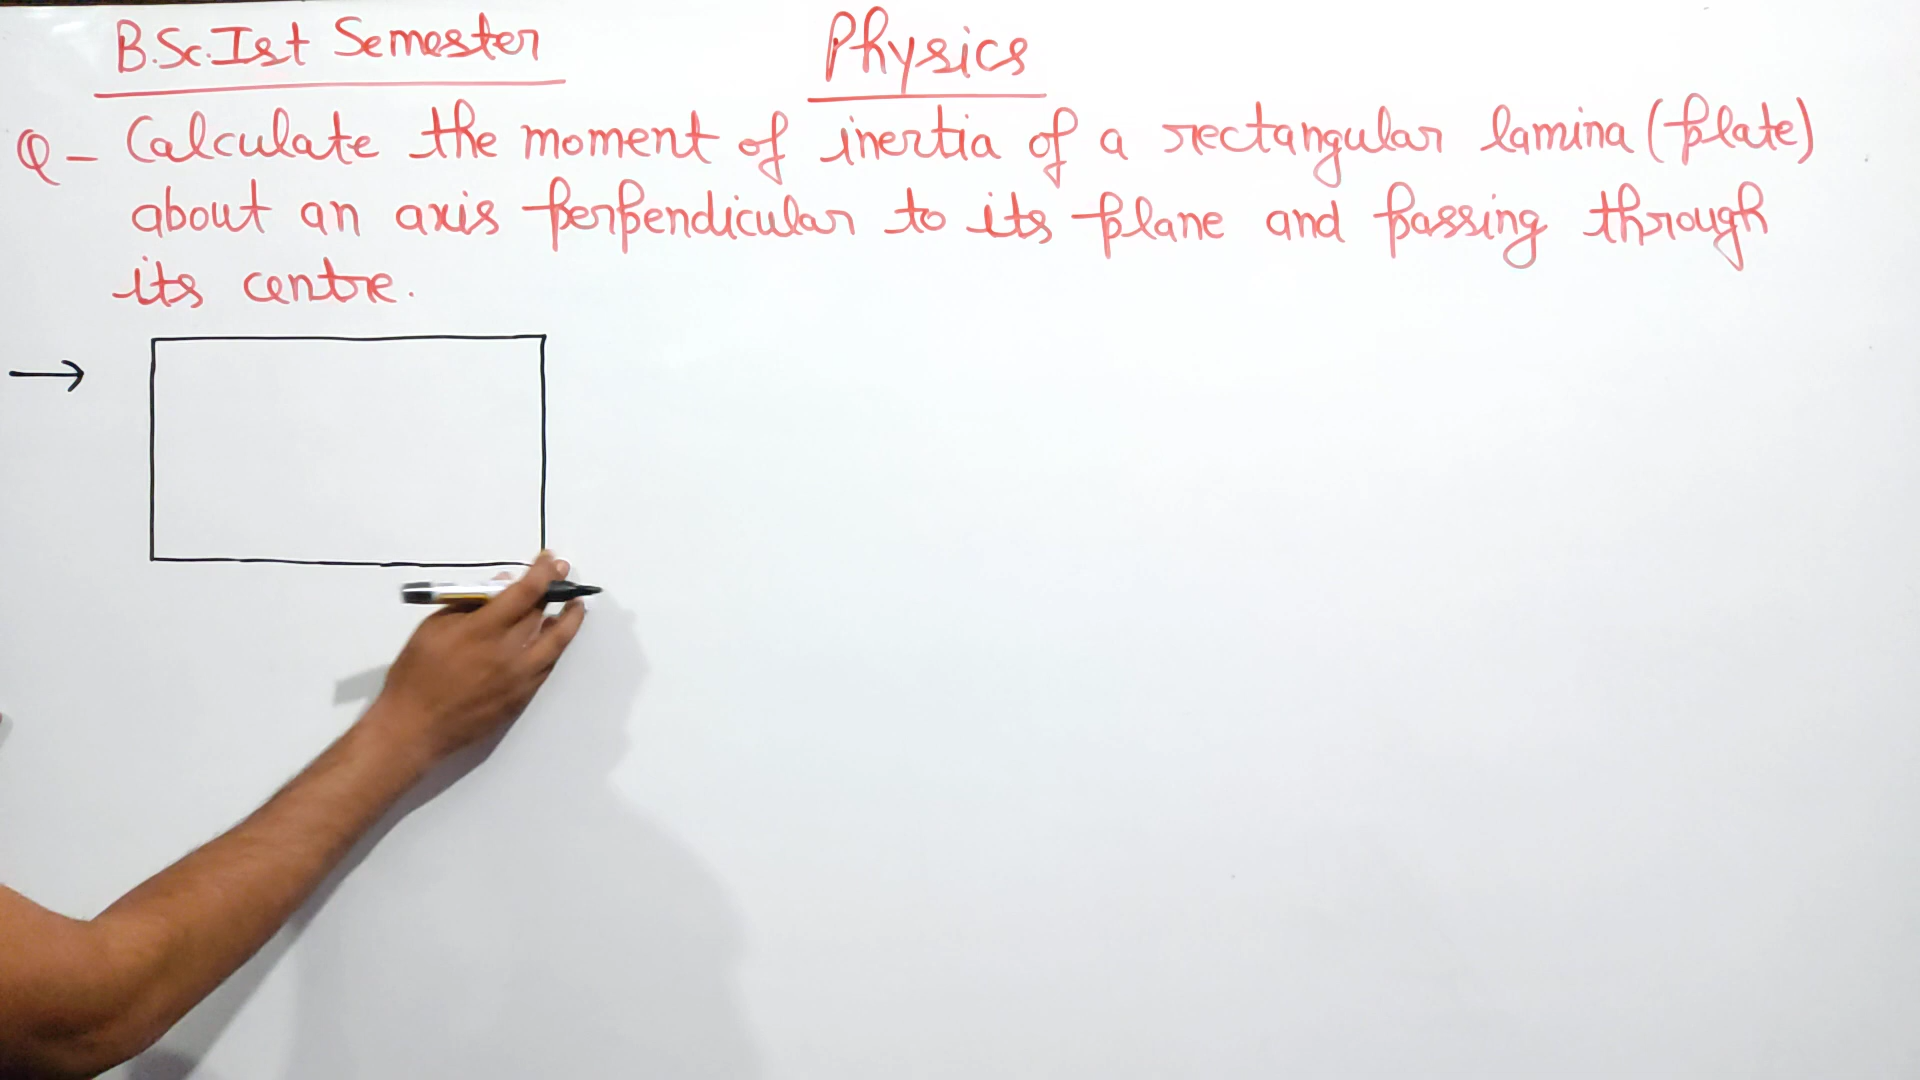 B.Sc.Ist Semester Physics
Q- Calculate the moment of inertia of a rectangular lamina (plate)
about an axis perpendicular to its plane and passing through
its centre.